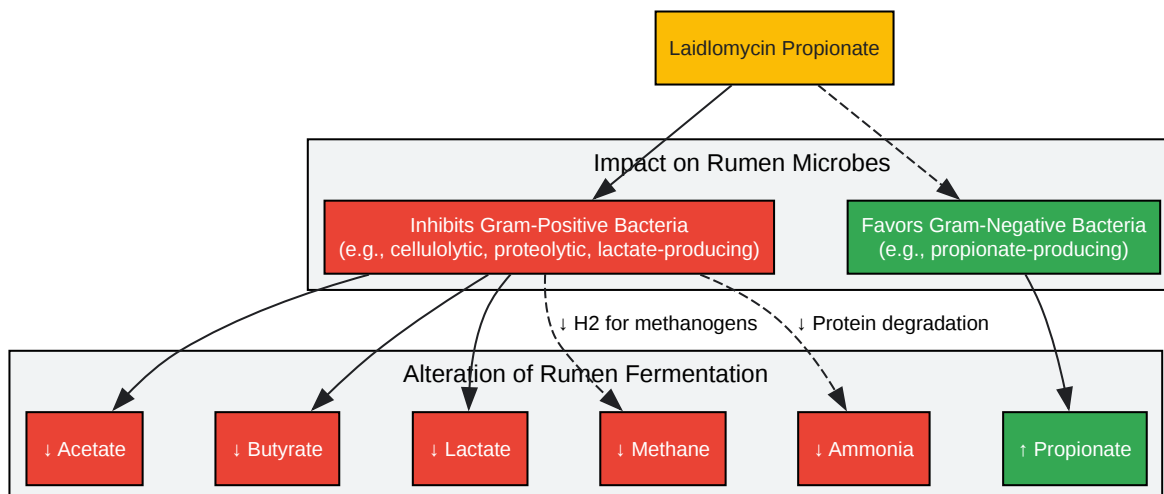 Laidlomycin Propionate
Impact on Rumen Microbes
Inhibits Gram-Positive Bacteria
(e.g., cellulolytic, proteolytic, lactate-producing)
Favors Gram-Negative Bacteria
(e.g., propionate-producing)
↓ H2 for methanogens
↓ Protein degradation
Alteration of Rumen Fermentation
↓ Acetate
↓ Butyrate
↓ Lactate
↓ Methane
↓ Ammonia
↑ Propionate